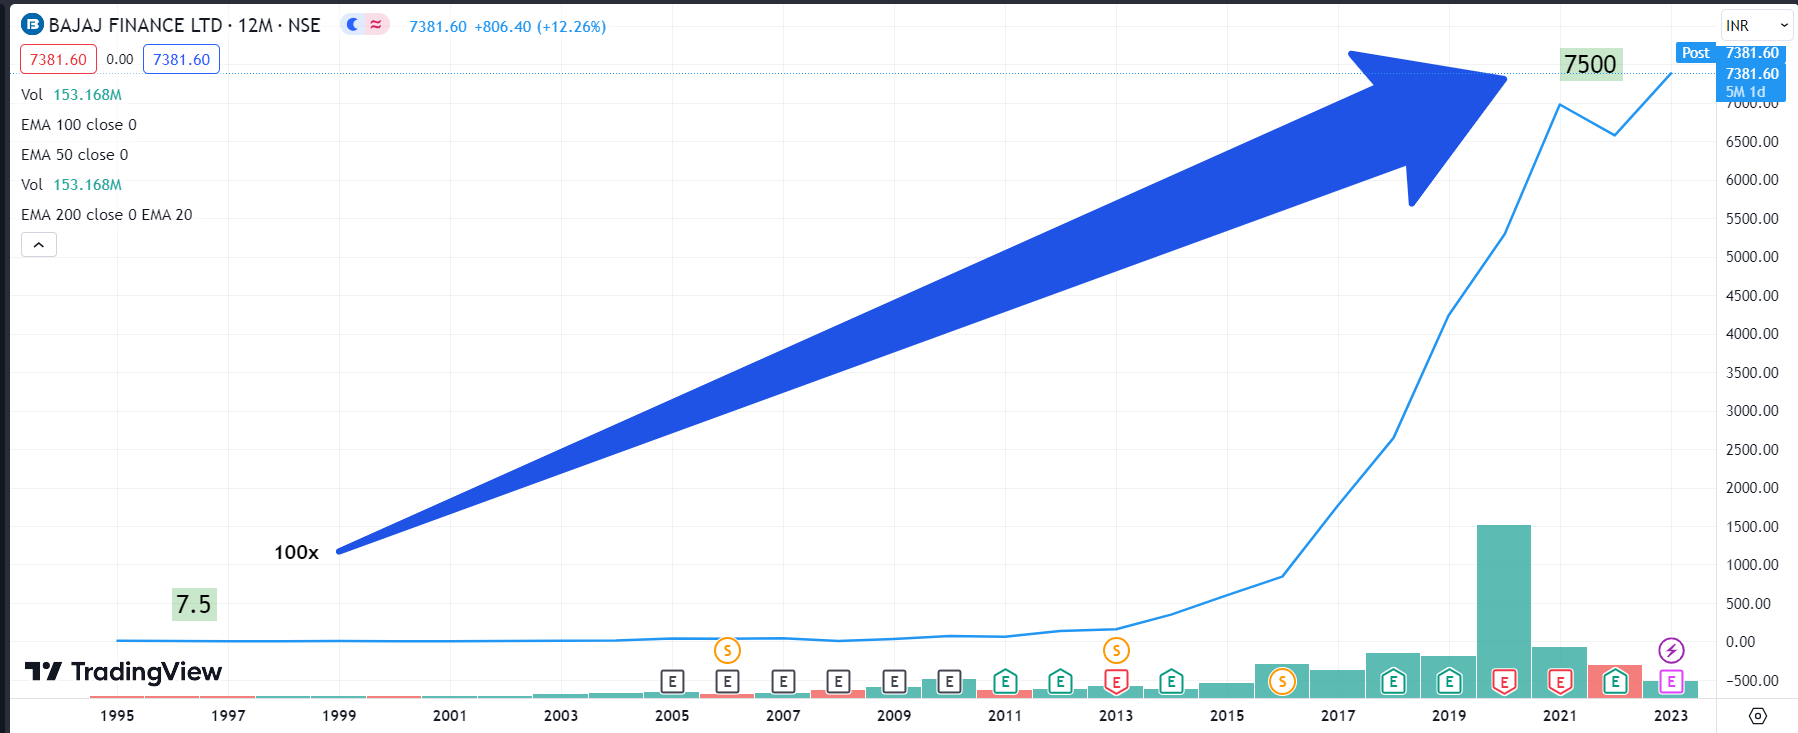 BAJAJ FINANCE LTD · 12M · NSE 7381.60 +806.40 (+12.26%)
INR
7381.60 0.00 7381.60
7500
Post 7381.60
7381.60
5M 1d
Vol 153.168M
EMA 100 close 0
EMA 50 close 0
Vol 153.168M
EMA 200 close 0 EMA 20
7000.00
6500.00
6000.00
5500.00
5000.00
4500.00
4000.00
3500.00
3000.00
2500.00
2000.00
1500.00
1000.00
500.00
0.00
−500.00
100x
7.5
S S
TradingView
E E E E E E E E E E S E E E E E E
1995 1997 1999 2001 2003 2005 2007 2009 2011 2013 2015 2017 2019 2021 2023